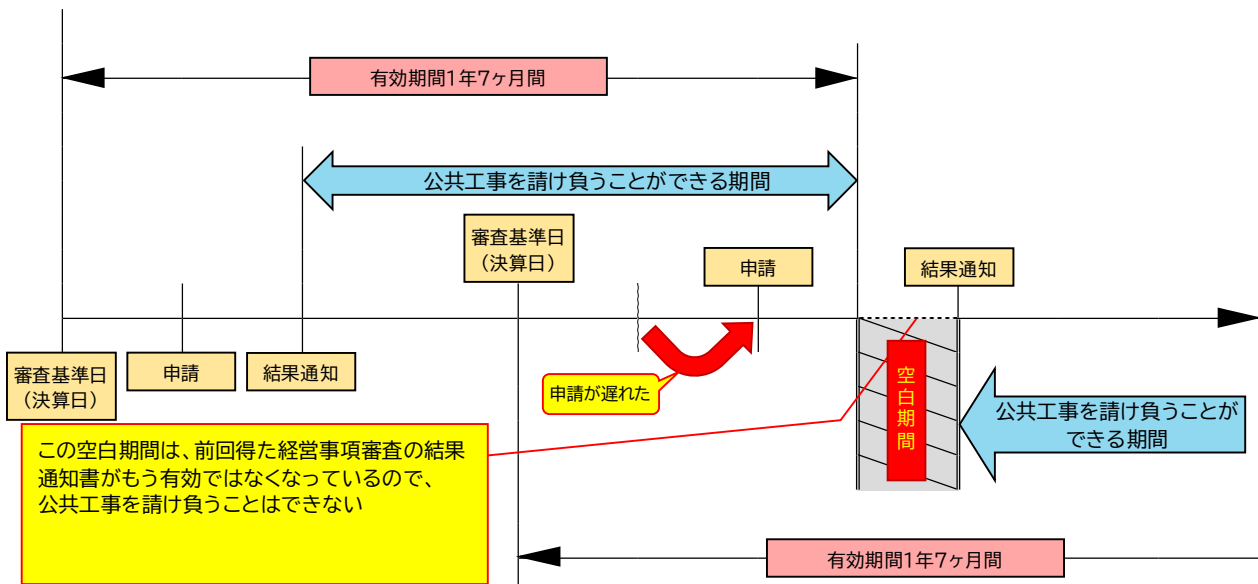 有効期間1年7ヶ月間
公共工事を請け負うことができる期間
審査基準日
（決算日）
申請
結果通知
審査基準日
（決算日）
申請
結果通知
申請が遅れた
空白期間
公共工事を請け負うことが
できる期間
この空白期間は、前回得た経営事項審査の結果
通知書がもう有効ではなくなっているので、
公共工事を請け負うことはできない
有効期間1年7ヶ月間